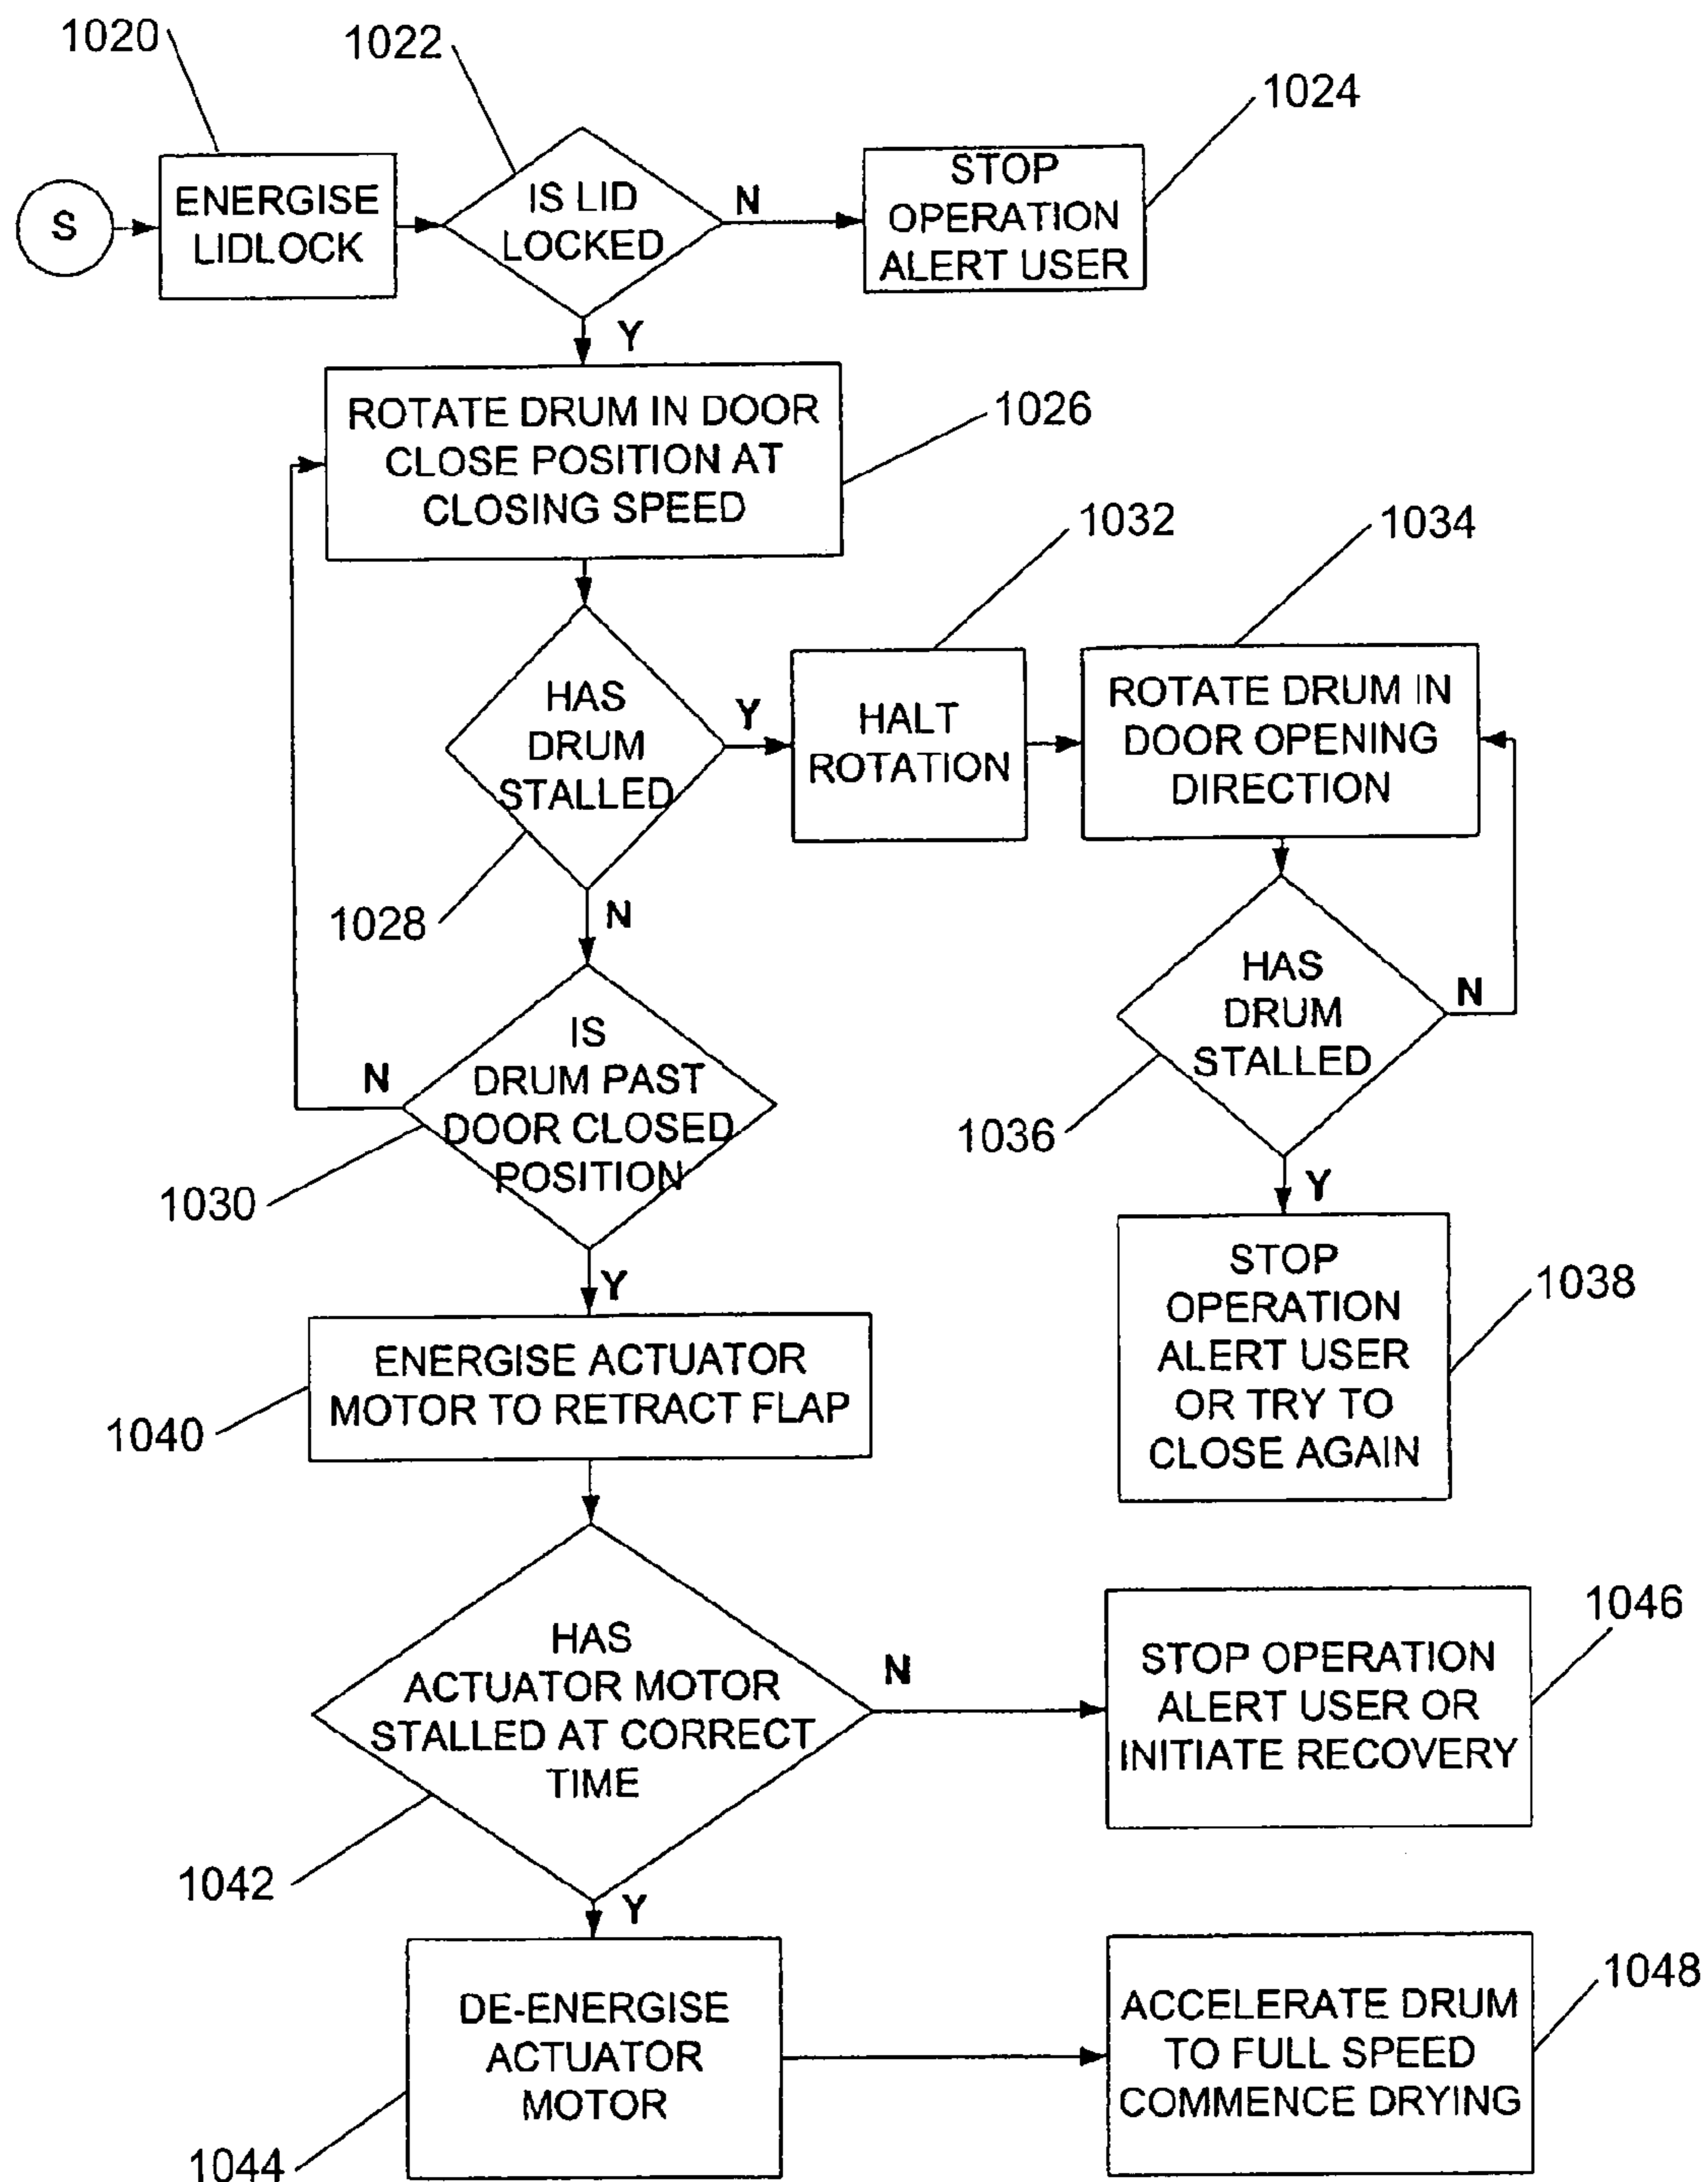 1020
1022
1024
S
ENERGISE
LIDLOCK
IS LID
LOCKED
N
STOP
OPERATION
ALERT USER
Y
ROTATE DRUM IN DOOR
CLOSE POSITION AT
CLOSING SPEED
1026
1032
1034
HAS
DRUM
STALLED
Y
HALT
ROTATION
ROTATE DRUM IN
DOOR OPENING
DIRECTION
1028
N
HAS
DRUM
STALLED
N
1036
IS
DRUM PAST
DOOR CLOSED
POSITION
N
1030
Y
Y
STOP
OPERATION
ALERT USER
OR TRY TO
CLOSE AGAIN
1038
ENERGISE ACTUATOR
MOTOR TO RETRACT FLAP
1040
HAS
ACTUATOR MOTOR
STALLED AT CORRECT
TIME
N
1046
STOP OPERATION
ALERT USER OR
INITIATE RECOVERY
1042
Y
DE-ENERGISE
ACTUATOR
MOTOR
1044
ACCELERATE DRUM
TO FULL SPEED
COMMENCE DRYING
1048